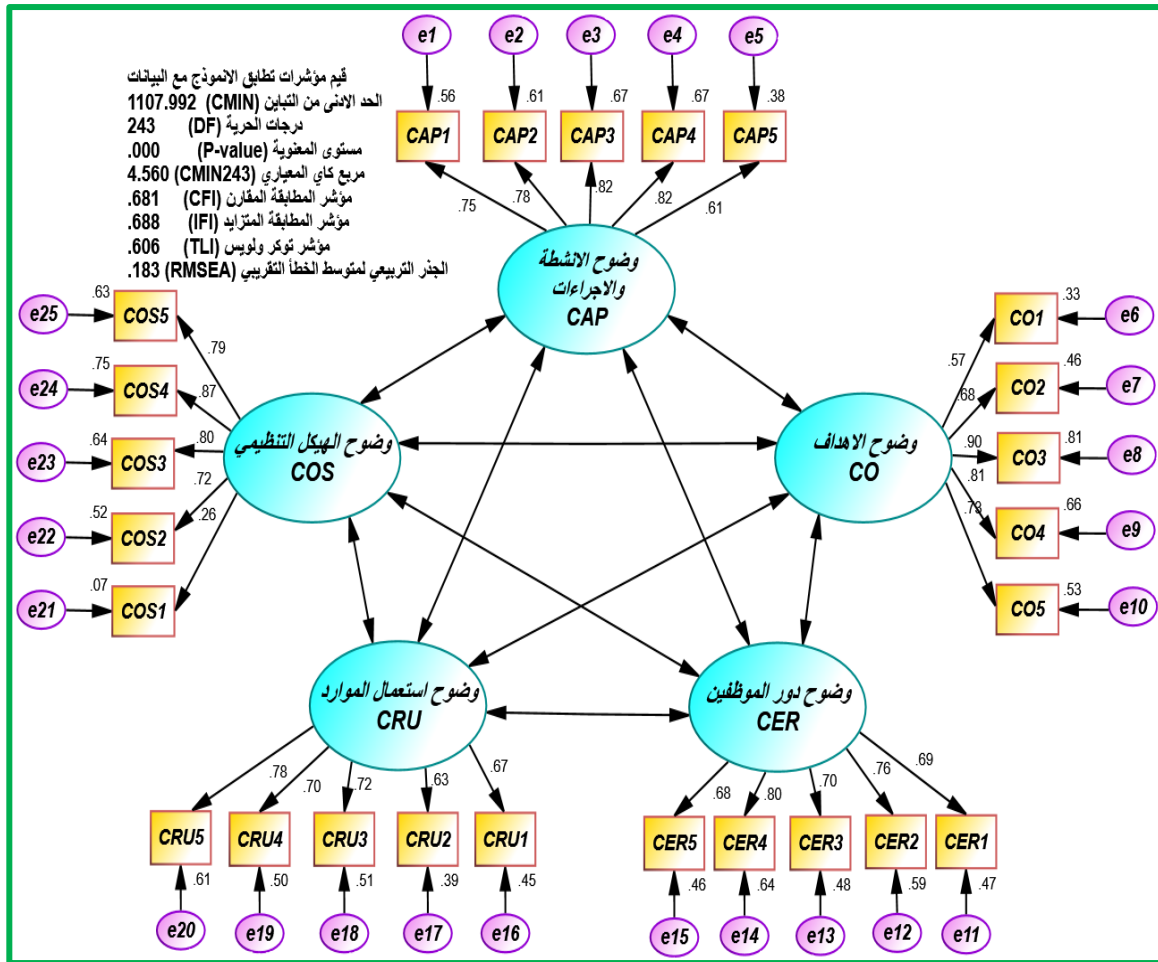 e1 e2 e3 e4 e5
قيم مؤشرات تطابق الانموذج مع البيانات
الحد الادنى من التباين (CMIN) 1107.992
درجات الحرية (DF) 243
مستوى المعنوية (P-value) .000
مربع كاي المعياري (CMIN243) 4.560
مؤشر المطابقة المقارن (CFI) .681
مؤشر المطابقة المتزايد (IFI) .688
مؤشر توكر ولويس (TLI) .606
الجذر التربيعي لمتوسط الخطأ التقريبي (RMSEA) .183
.56 .61 .67 .67 .38
CAP1 CAP2 CAP3 CAP4 CAP5
.75 .78 .82 .82 .61
وضوح الانشطة
والاجراءات
CAP
.63
e25 COS5
.79
.75
e24 COS4
.87
.64
e23 COS3
.80
.52
e22 COS2
.72
.07
e21 COS1
.26
وضوح الهيكل التنظيمي
COS
وضوح الاهداف
CO
.33
CO1 e6
.57
.46
CO2 e7
.68
.81
CO3 e8
.90
.66
CO4 e9
.81
.53
CO5 e10
.73
وضوح استعمال الموارد
CRU
وضوح دور الموظفين
CER
.78 .70 .72 .63 .67
CRU5 CRU4 CRU3 CRU2 CRU1
.61 .50 .51 .39 .45
e20 e19 e18 e17 e16
.68 .80 .70 .76 .69
CER5 CER4 CER3 CER2 CER1
.46 .64 .48 .59 .47
e15 e14 e13 e12 e11